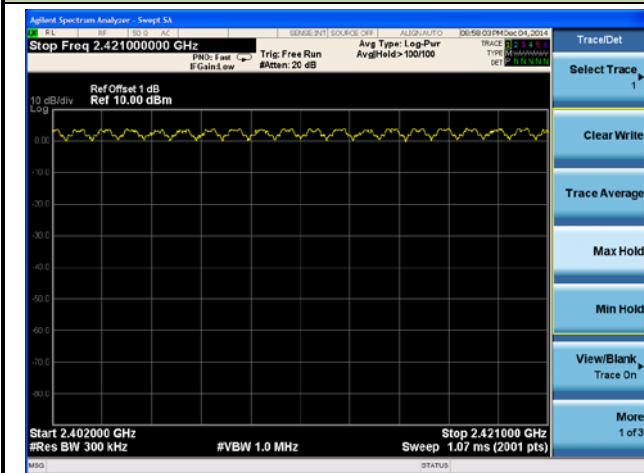 Agilent Spectrum Analyzer - Swept SA
RL RF 50 Ω AC SENSE:INT SOURCE OFF ALIGNAUTO 06:58:03 PM Dec 04, 2014
Stop Freq 2.421000000 GHz
PNO: Fast
IFGain:Low
Trig: Free Run
#Atten: 20 dB
Avg Type: Log-Pwr
Avg|Hold:>100/100
TRACE 1 2 3 4 5 6
TYPE MWWWWW
DET P N N N N N
Ref Offset 1 dB
10 dB/div Ref 10.00 dBm
Log
0.00
-10.0
-20.0
-30.0
-40.0
-50.0
-60.0
-70.0
-80.0
Start 2.402000 GHz Stop 2.421000 GHz
#Res BW 300 kHz #VBW 1.0 MHz Sweep 1.07 ms (2001 pts)
MSG STATUS
Trace/Det
Select Trace
1
Clear Write
Trace Average
Max Hold
Min Hold
View/Blank
Trace On
More
1 of 3